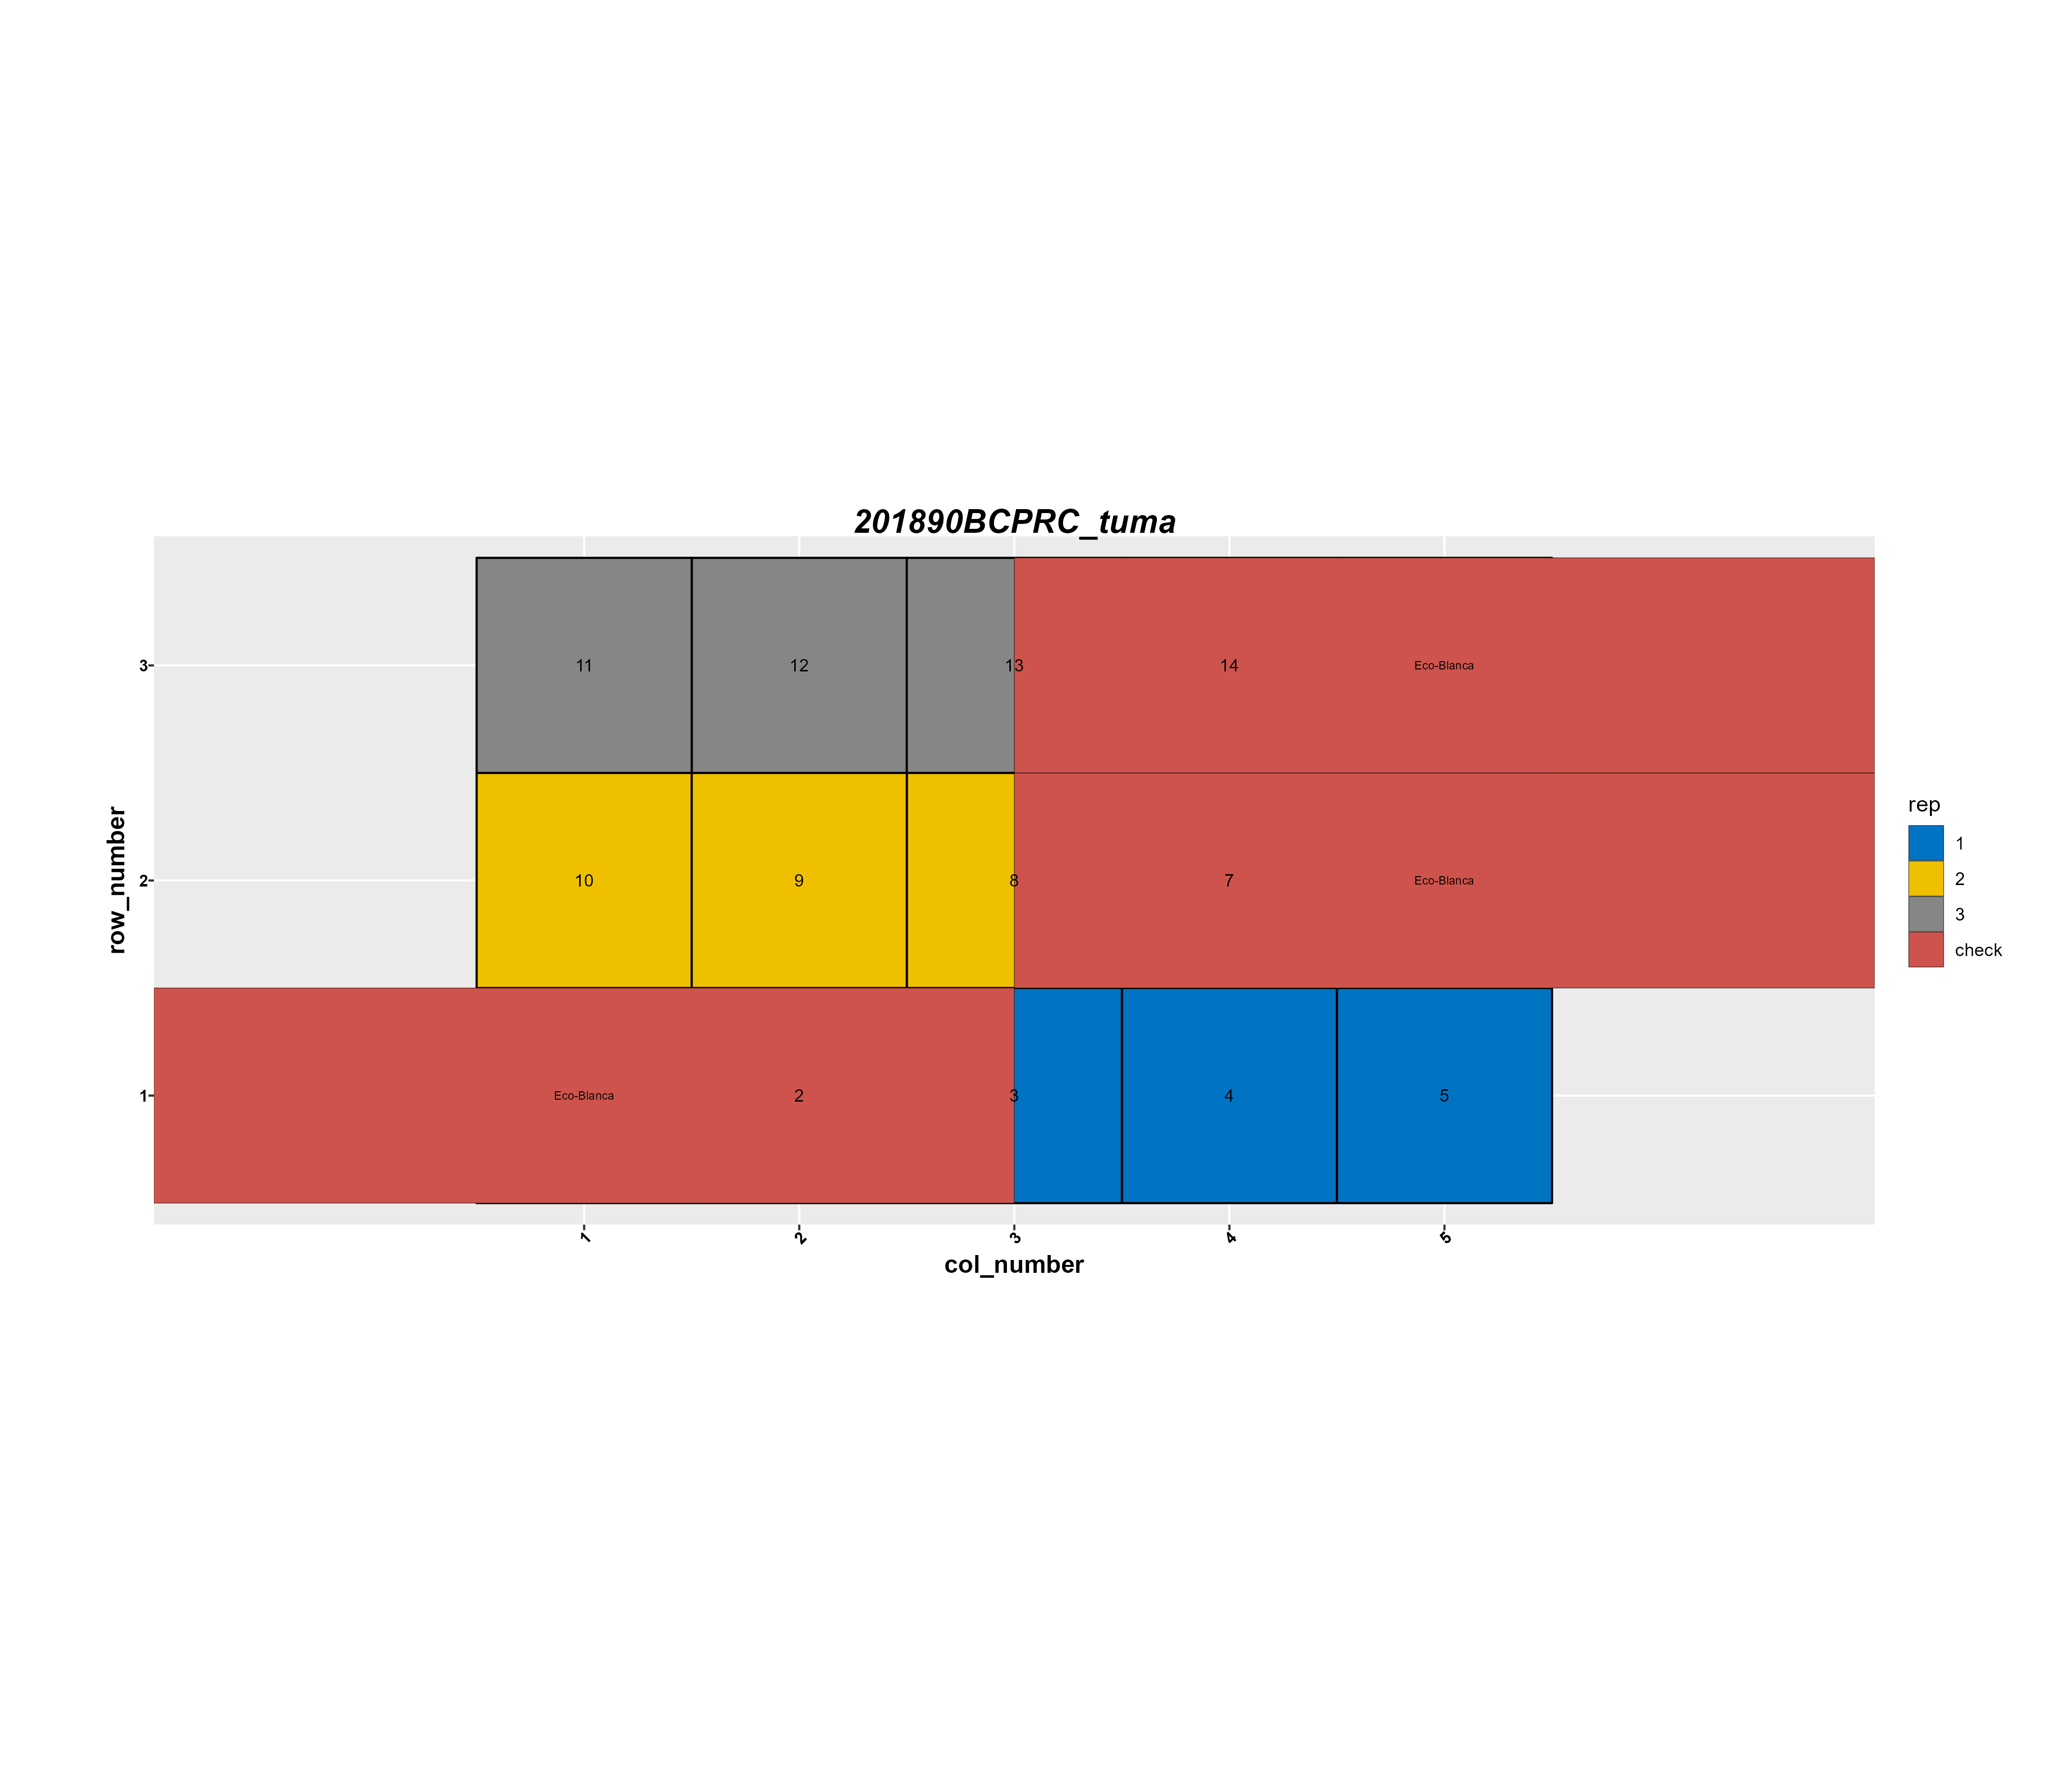 201890BCPRC_tuma
3
11 12 13 14 Eco-Blanca
2
10 9 8 7 Eco-Blanca
1
Eco-Blanca 2 3 4 5
1 2 3 4 5
col_number
row_number
rep
1
2
3
check